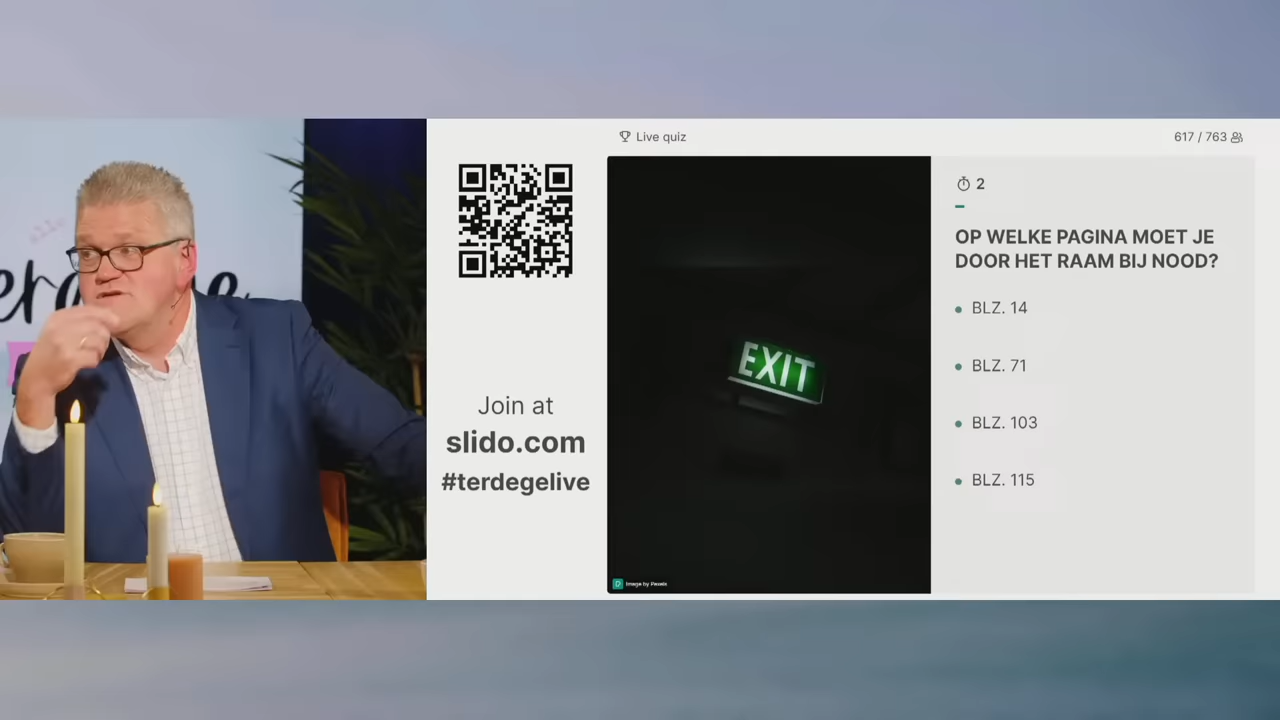 Live quiz
617 / 763
2
OP WELKE PAGINA MOET JE
DOOR HET RAAM BIJ NOOD?
BLZ. 14
BLZ. 71
BLZ. 103
BLZ. 115
EXIT
Image by Pexels
Join at
slido.com
#terdegelive